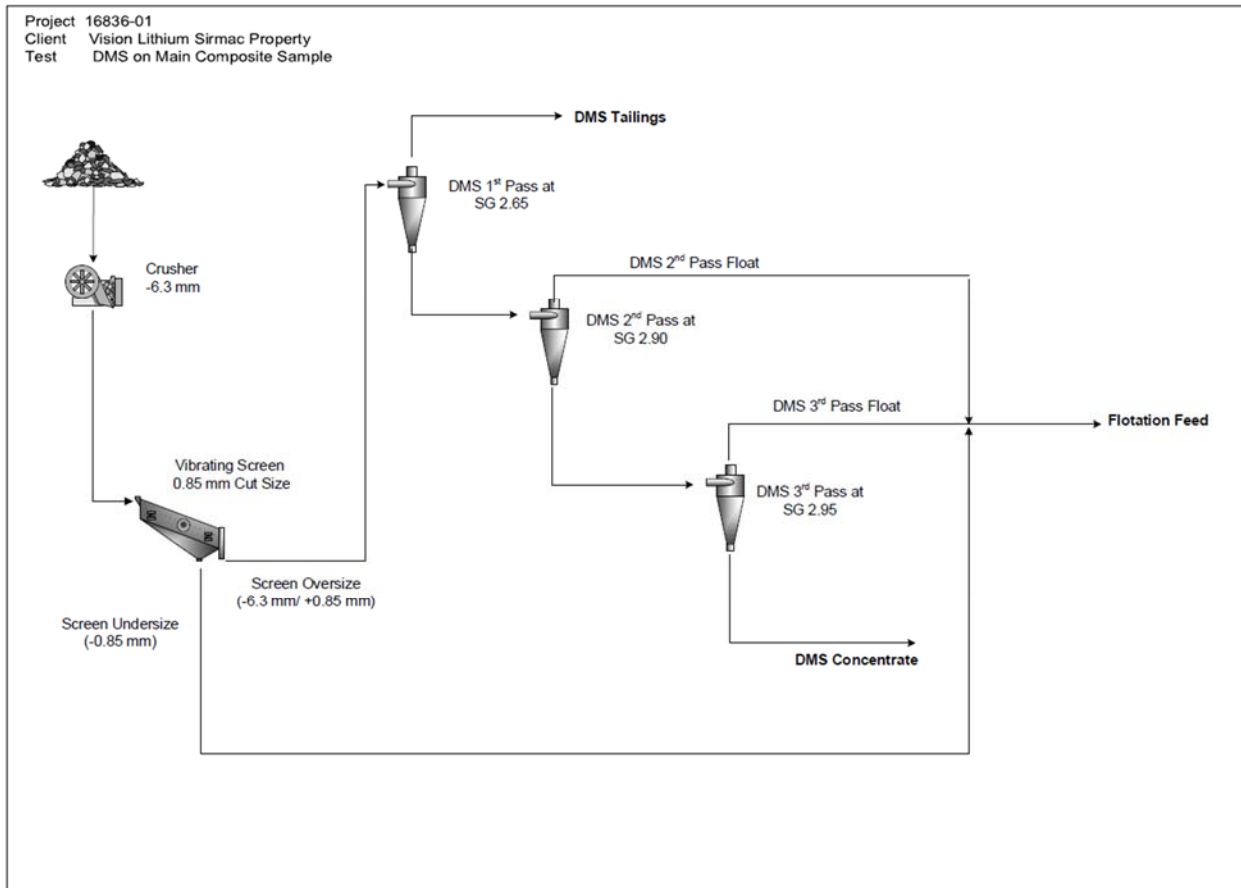 Project 16836-01
Client Vision Lithium Sirmac Property
Test DMS on Main Composite Sample
DMS Tailings
DMS 1st Pass at
SG 2.65
Crusher
-6.3 mm
DMS 2nd Pass Float
DMS 2nd Pass at
SG 2.90
DMS 3rd Pass Float
Flotation Feed
Vibrating Screen
0.85 mm Cut Size
DMS 3rd Pass at
SG 2.95
Screen Oversize
(-6.3 mm/ +0.85 mm)
Screen Undersize
(-0.85 mm)
DMS Concentrate